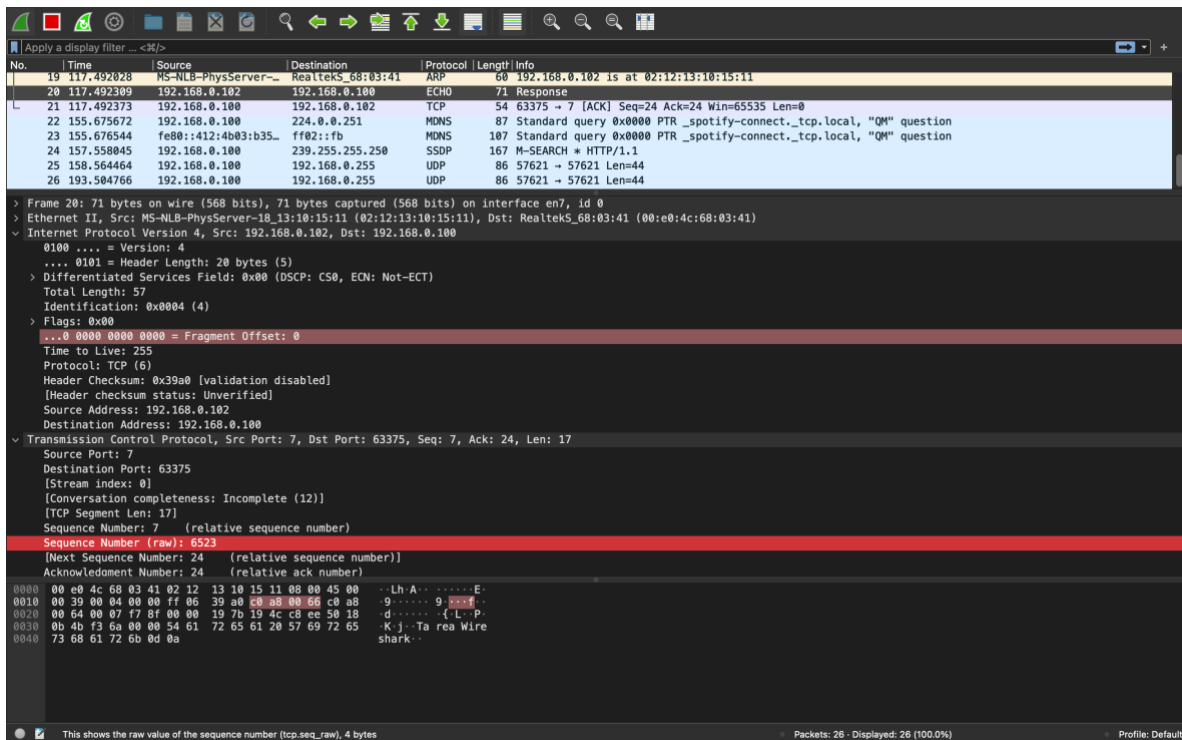 Apply a display filter ... <⌘/>
No. Time Source Destination Protocol Length Info
19 117.492028 MS-NLB-PhysServer-… RealtekS_68:03:41 ARP 60 192.168.0.102 is at 02:12:13:10:15:11
20 117.492309 192.168.0.102 192.168.0.100 ECHO 71 Response
21 117.492373 192.168.0.100 192.168.0.102 TCP 54 63375 → 7 [ACK] Seq=24 Ack=24 Win=65535 Len=0
22 155.675672 192.168.0.100 224.0.0.251 MDNS 87 Standard query 0x0000 PTR _spotify-connect._tcp.local, "QM" question
23 155.676544 fe80::412:4b03:b35… ff02::fb MDNS 107 Standard query 0x0000 PTR _spotify-connect._tcp.local, "QM" question
24 157.558045 192.168.0.100 239.255.255.250 SSDP 167 M-SEARCH * HTTP/1.1
25 158.564464 192.168.0.100 192.168.0.255 UDP 86 57621 → 57621 Len=44
26 193.504766 192.168.0.100 192.168.0.255 UDP 86 57621 → 57621 Len=44
> Frame 20: 71 bytes on wire (568 bits), 71 bytes captured (568 bits) on interface en7, id 0
> Ethernet II, Src: MS-NLB-PhysServer-18_13:10:15:11 (02:12:13:10:15:11), Dst: RealtekS_68:03:41 (00:e0:4c:68:03:41)
Internet Protocol Version 4, Src: 192.168.0.102, Dst: 192.168.0.100
0100 .... = Version: 4
.... 0101 = Header Length: 20 bytes (5)
> Differentiated Services Field: 0x00 (DSCP: CS0, ECN: Not-ECT)
Total Length: 57
Identification: 0x0004 (4)
> Flags: 0x00
...0 0000 0000 0000 = Fragment Offset: 0
Time to Live: 255
Protocol: TCP (6)
Header Checksum: 0x39a0 [validation disabled]
[Header checksum status: Unverified]
Source Address: 192.168.0.102
Destination Address: 192.168.0.100
Transmission Control Protocol, Src Port: 7, Dst Port: 63375, Seq: 7, Ack: 24, Len: 17
Source Port: 7
Destination Port: 63375
[Stream index: 0]
[Conversation completeness: Incomplete (12)]
[TCP Segment Len: 17]
Sequence Number: 7 (relative sequence number)
Sequence Number (raw): 6523
[Next Sequence Number: 24 (relative sequence number)]
Acknowledgment Number: 24 (relative ack number)
0000 00 e0 4c 68 03 41 02 12 13 10 15 11 08 00 45 00 ··Lh·A·· ······E·
0010 00 39 00 04 00 00 ff 06 39 a0 c0 a8 00 66 c0 a8 ·9······ 9····f··
0020 00 64 00 07 f7 8f 00 00 19 7b 19 4c c8 ee 50 18 ·d······ ·{·L··P·
0030 0b 4b f3 6a 00 00 54 61 72 65 61 20 57 69 72 65 ·K·j··Ta rea Wire
0040 73 68 61 72 6b 0d 0a shark··
This shows the raw value of the sequence number (tcp.seq_raw), 4 bytes Packets: 26 · Displayed: 26 (100.0%) Profile: Default